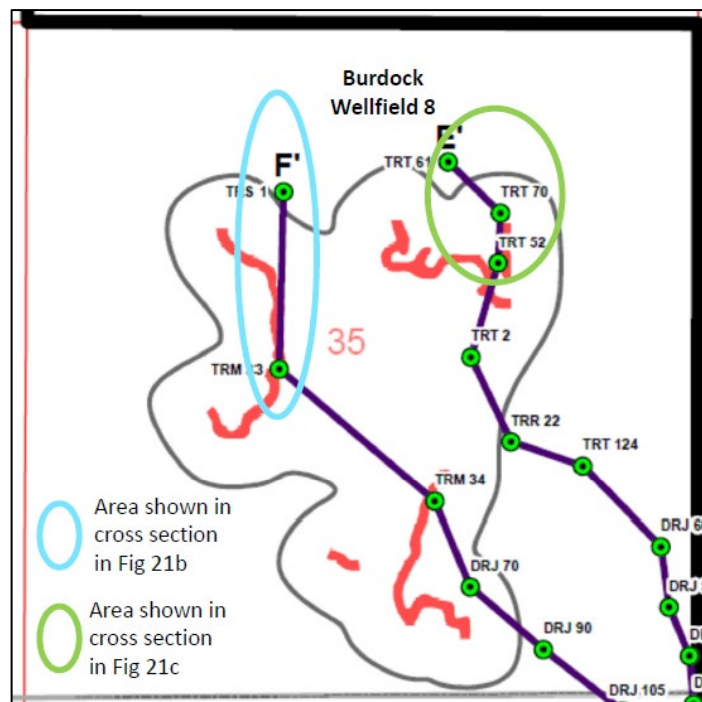 Burdock
Wellfield 8
E'
F'
TRT 61
TRS 1
TRT 70
TRT 52
35
TRT 2
TRR 22
TRT 124
TRM 34
DRJ 70
DRJ 90
DRJ 105
Area shown in
cross section
in Fig 21b
Area shown in
cross section
in Fig 21c